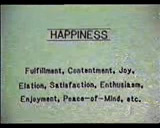 HAPPINESS
Fulfillment, Contentment, Joy,
Elation, Satisfaction, Enthusiasm,
Enjoyment, Peace-of-Mind, etc.